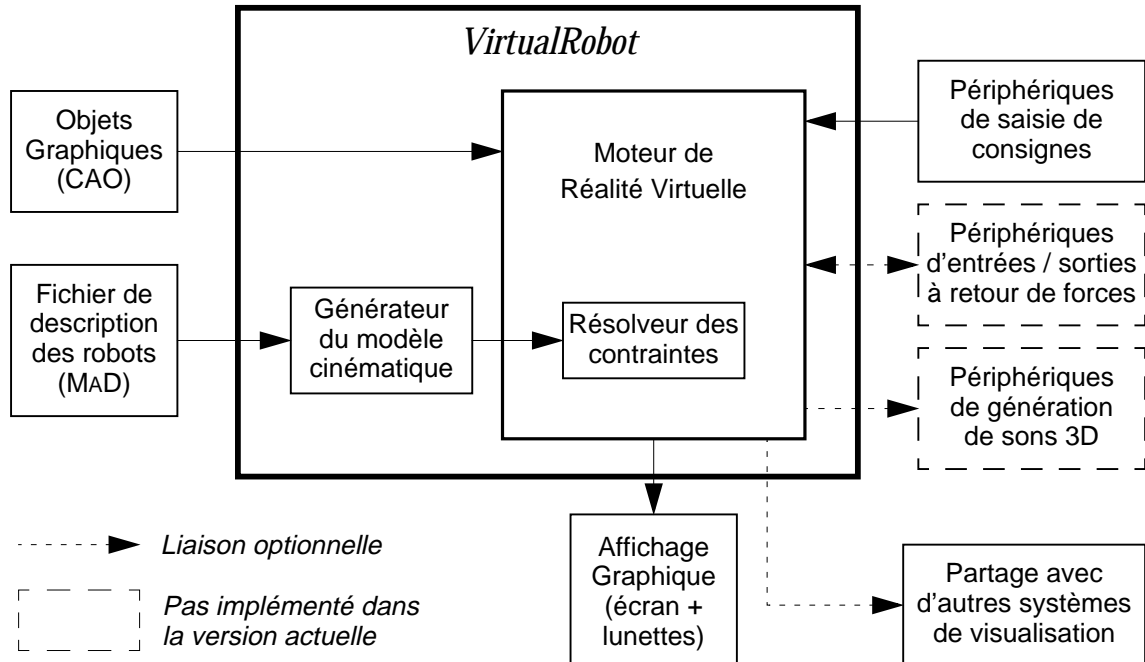 VirtualRobot
Objets
Graphiques
(CAO)
Fichier de
description
des robots
(MAD)
Générateur
du modèle
cinématique
Moteur de
Réalité Virtuelle
Résolveur des
contraintes
Périphériques
de saisie de
consignes
Périphériques
d’entrées / sorties
à retour de forces
Périphériques
de génération
de sons 3D
Affichage
Graphique
(écran +
lunettes)
Partage avec
d’autres systèmes
de visualisation
Liaison optionnelle
Pas implémenté dans
la version actuelle